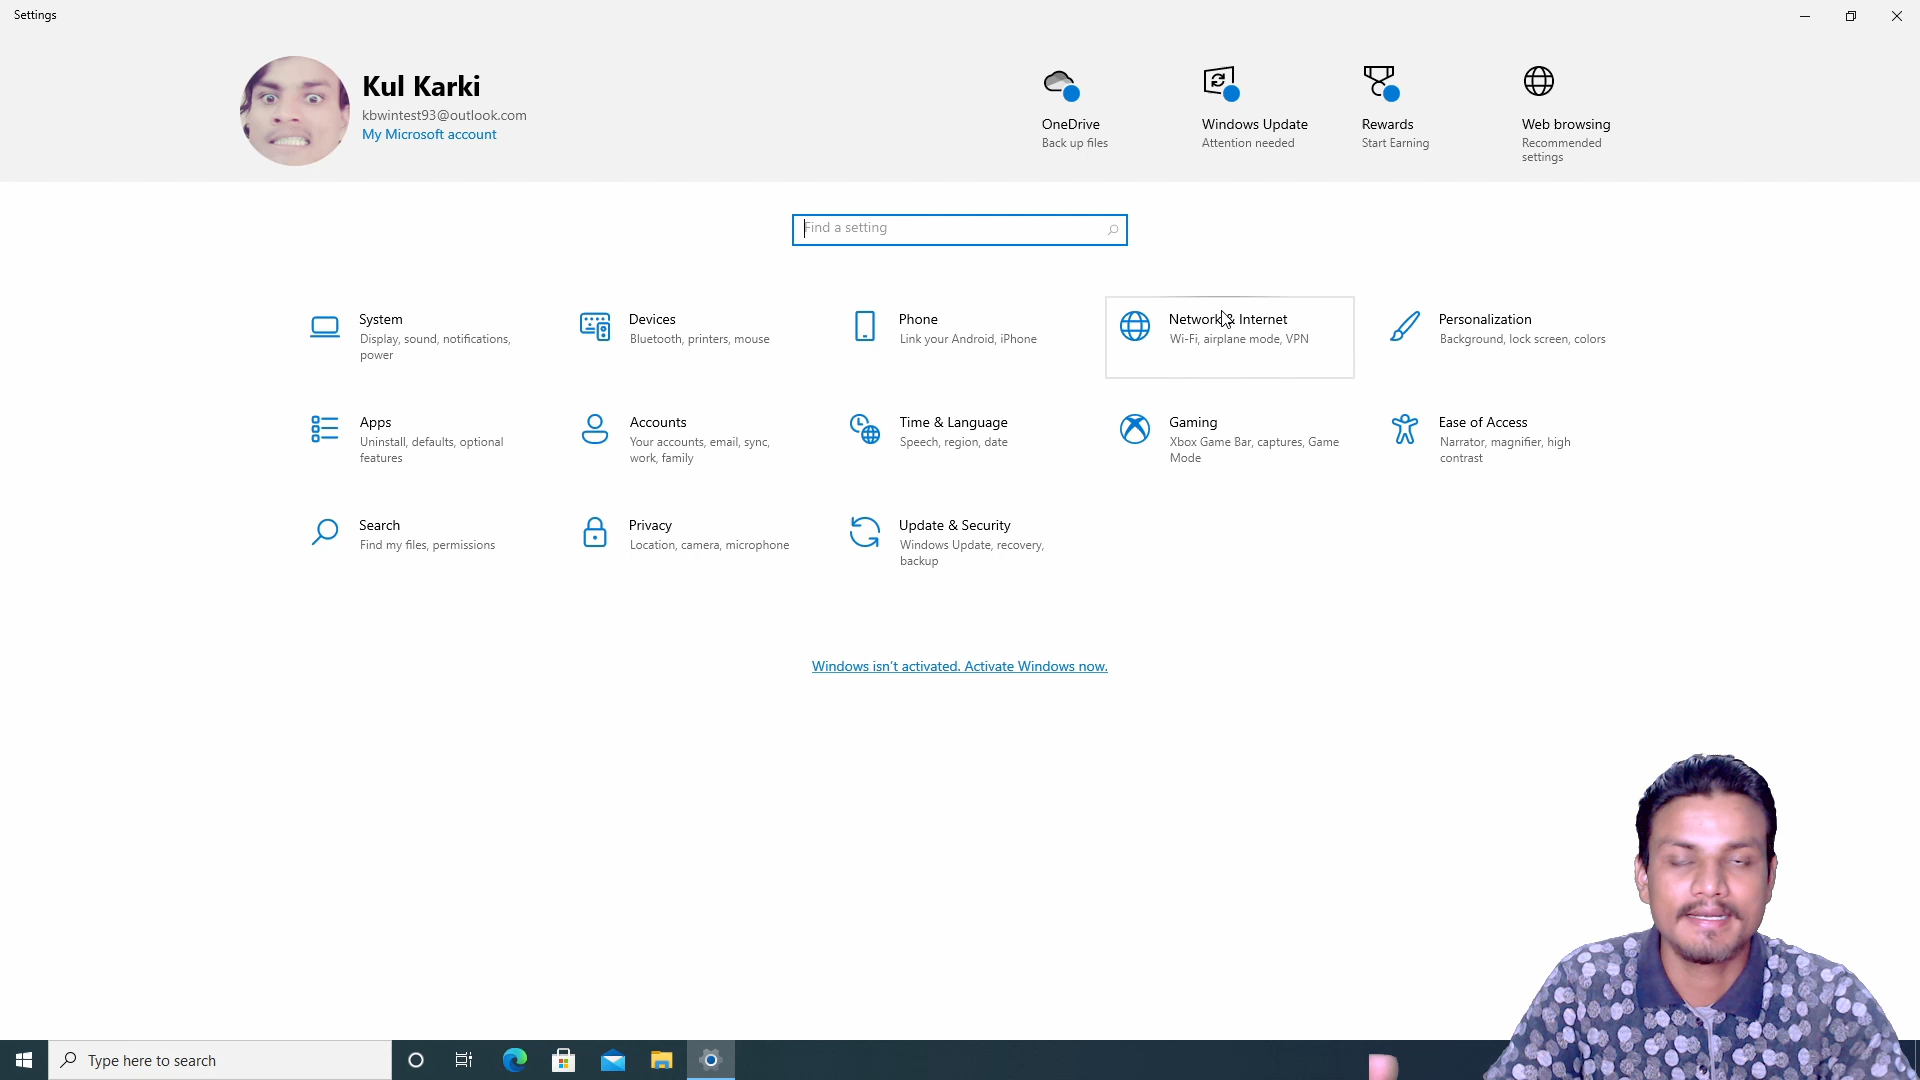 Settings
Kul Karki
kbwintest93@outlook.com
My Microsoft account
OneDrive
Back up files
Windows Update
Attention needed
Rewards
Start Earning
Web browsing
Recommended
settings
Find a setting
System
Display, sound, notifications,
power
Devices
Bluetooth, printers, mouse
Phone
Link your Android, iPhone
Network & Internet
Wi-Fi, airplane mode, VPN
Personalization
Background, lock screen, colors
Apps
Uninstall, defaults, optional
features
Accounts
Your accounts, email, sync,
work, family
Time & Language
Speech, region, date
Gaming
Xbox Game Bar, captures, Game
Mode
Ease of Access
Narrator, magnifier, high
contrast
Search
Find my files, permissions
Privacy
Location, camera, microphone
Update & Security
Windows Update, recovery,
backup
Windows isn't activated. Activate Windows now.
Type here to search